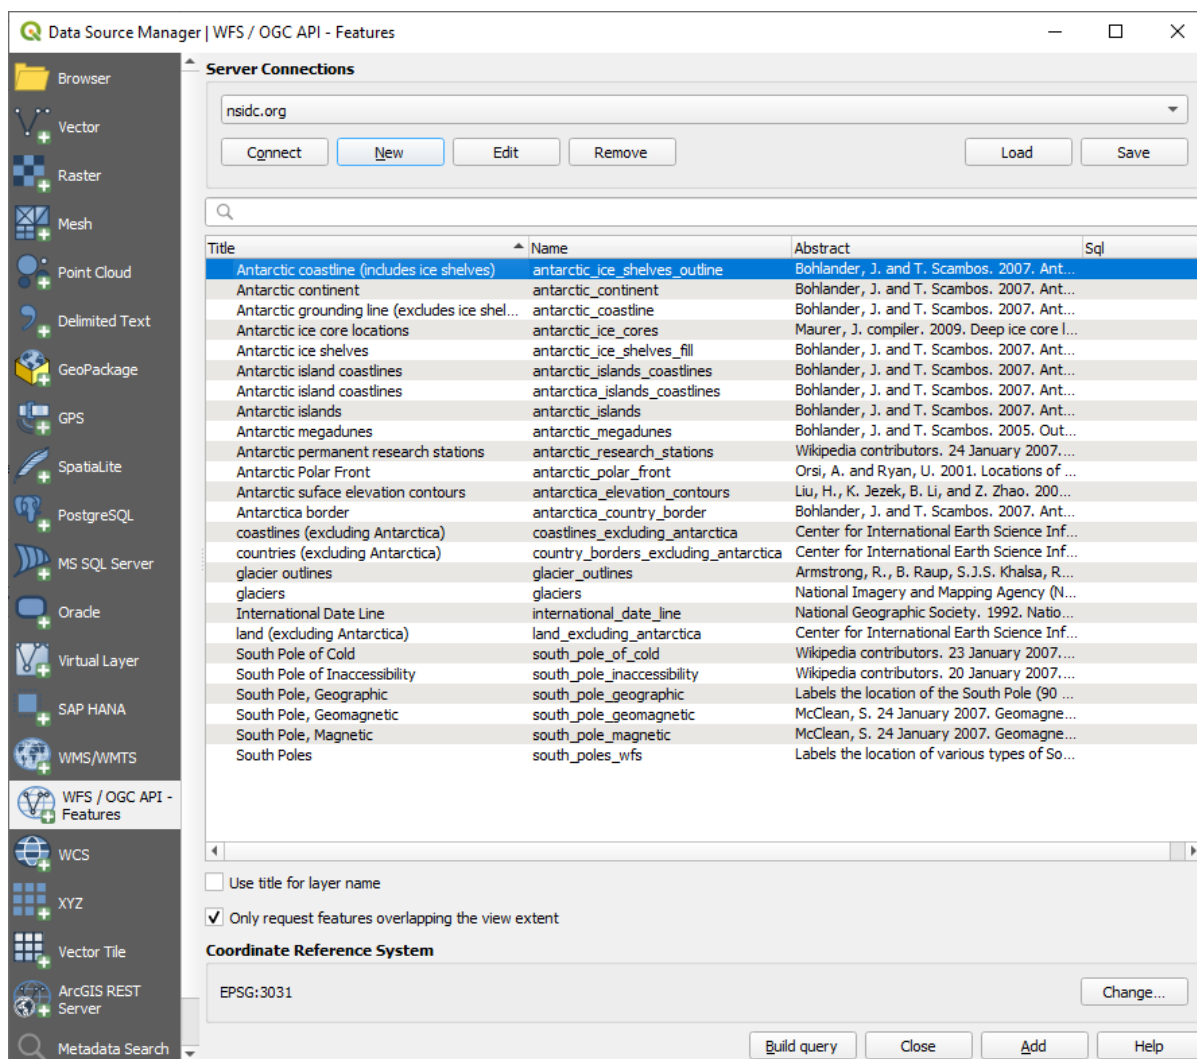 Data Source Manager | WFS / OGC API - Features
Browser
Vector
Raster
Mesh
Point Cloud
Delimited Text
GeoPackage
GPS
SpatiaLite
PostgreSQL
MS SQL Server
Oracle
Virtual Layer
SAP HANA
WMS/WMTS
WFS / OGC API -
Features
WCS
XYZ
Vector Tile
ArcGIS REST
Server
Metadata Search
Server Connections
nsidc.org
Connect New Edit Remove Load Save
Title Name Abstract Sql
Antarctic coastline (includes ice shelves) antarctic_ice_shelves_outline Bohlander, J. and T. Scambos. 2007. Ant...
Antarctic continent antarctic_continent Bohlander, J. and T. Scambos. 2007. Ant...
Antarctic grounding line (excludes ice shel... antarctic_coastline Bohlander, J. and T. Scambos. 2007. Ant...
Antarctic ice core locations antarctic_ice_cores Maurer, J. compiler. 2009. Deep ice core l...
Antarctic ice shelves antarctic_ice_shelves_fill Bohlander, J. and T. Scambos. 2007. Ant...
Antarctic island coastlines antarctic_islands_coastlines Bohlander, J. and T. Scambos. 2007. Ant...
Antarctic island coastlines antarctica_islands_coastlines Bohlander, J. and T. Scambos. 2007. Ant...
Antarctic islands antarctic_islands Bohlander, J. and T. Scambos. 2007. Ant...
Antarctic megadunes antarctic_megadunes Bohlander, J. and T. Scambos. 2005. Out...
Antarctic permanent research stations antarctic_research_stations Wikipedia contributors. 24 January 2007....
Antarctic Polar Front antarctic_polar_front Orsi, A. and Ryan, U. 2001. Locations of ...
Antarctic suface elevation contours antarctica_elevation_contours Liu, H., K. Jezek, B. Li, and Z. Zhao. 200...
Antarctica border antarctica_country_border Bohlander, J. and T. Scambos. 2007. Ant...
coastlines (excluding Antarctica) coastlines_excluding_antarctica Center for International Earth Science Inf...
countries (excluding Antarctica) country_borders_excluding_antarctica Center for International Earth Science Inf...
glacier outlines glacier_outlines Armstrong, R., B. Raup, S.J.S. Khalsa, R...
glaciers glaciers National Imagery and Mapping Agency (N...
International Date Line international_date_line National Geographic Society. 1992. Natio...
land (excluding Antarctica) land_excluding_antarctica Center for International Earth Science Inf...
South Pole of Cold south_pole_of_cold Wikipedia contributors. 23 January 2007....
South Pole of Inaccessibility south_pole_inaccessibility Wikipedia contributors. 20 January 2007....
South Pole, Geographic south_pole_geographic Labels the location of the South Pole (90 ...
South Pole, Geomagnetic south_pole_geomagnetic McClean, S. 24 January 2007. Geomagne...
South Pole, Magnetic south_pole_magnetic McClean, S. 24 January 2007. Geomagne...
South Poles south_poles_wfs Labels the location of various types of So...
Use title for layer name
Only request features overlapping the view extent
Coordinate Reference System
EPSG:3031 Change...
Build query Close Add Help